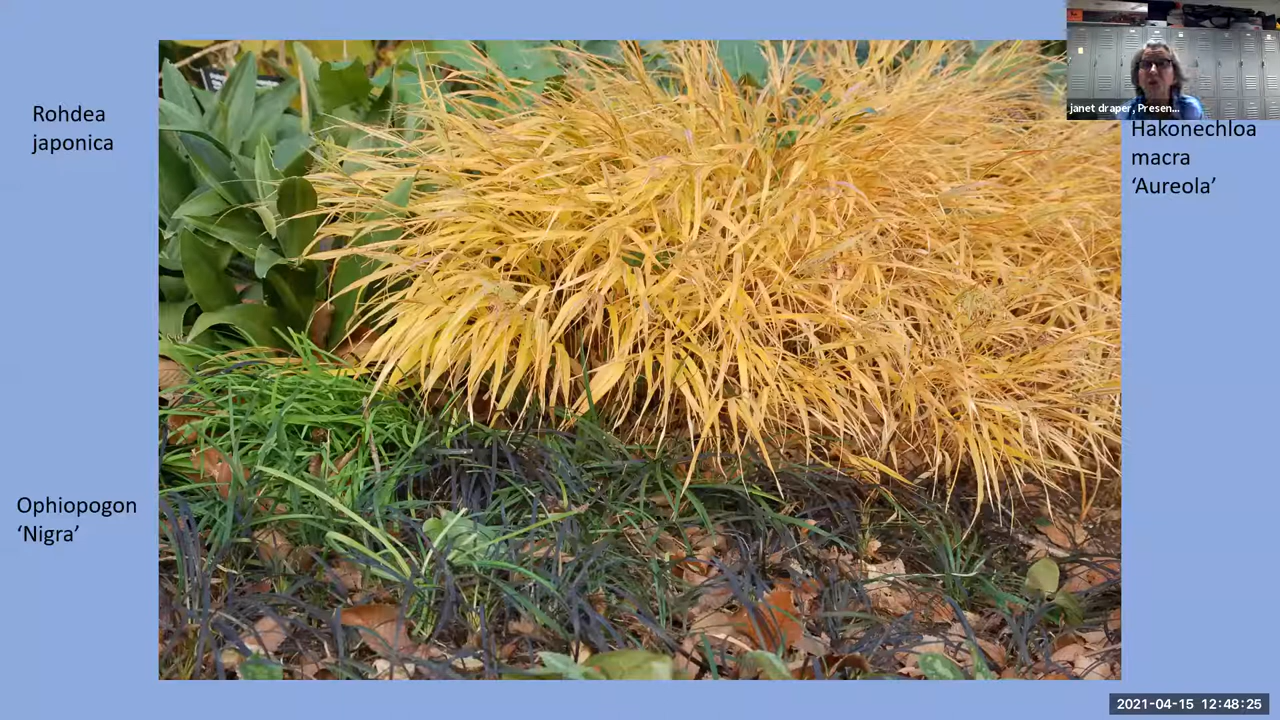 Rohdea
japonica
janet draper, Presen...
Hakonechloa
macra
‘Aureola’
Ophiopogon
‘Nigra’
2021-04-15 12:48:25